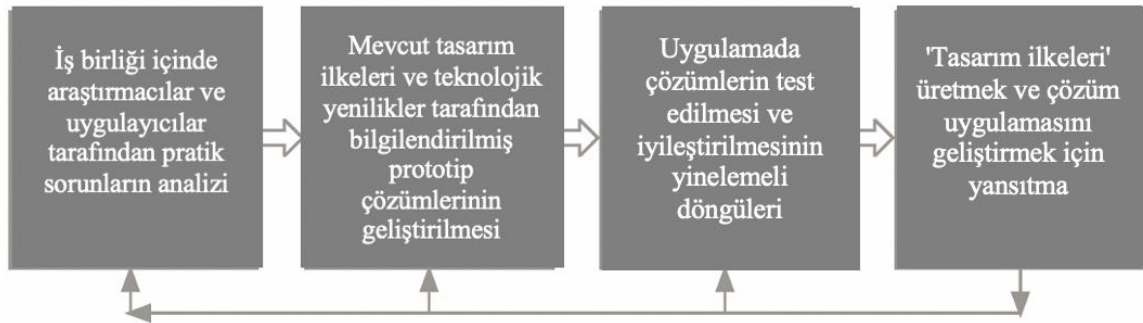 İş birliği içinde
araştırmacılar ve
uygulayıcılar
tarafından pratik
sorunların analizi
Mevcut tasarım
ilkeleri ve teknolojik
yenilikler tarafından
bilgilendirilmiş
prototip
çözümlerinin
geliştirilmesi
Uygulamada
çözümlerin test
edilmesi ve
iyileştirilmesinin
yinelemeli
döngüleri
'Tasarım ilkeleri'
üretmek ve çözüm
uygulamasını
geliştirmek için
yansıtma